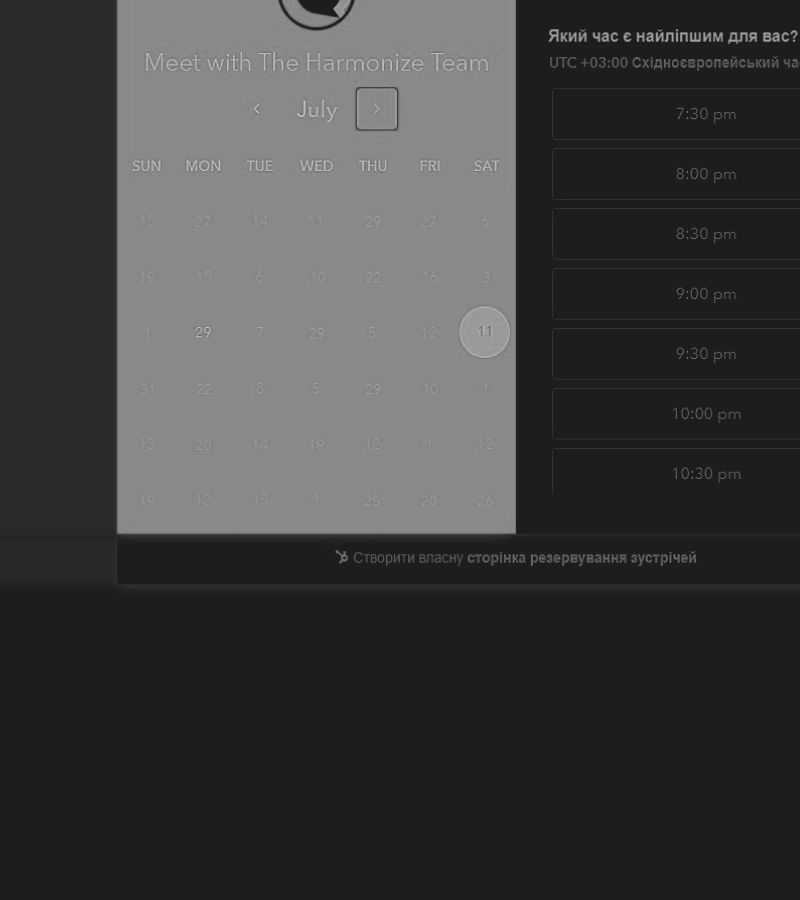 Meet with The Harmonize Team
July
SUN MON TUE WED THU FRI SAT
15 27 14 11 29 27 6
19 15 6 10 22 16 3
1 29 7 29 5 12 11
31 22 8 5 29 10 1
13 20 14 19 12 1 12
19 12 15 1 25 20 26
Який час є найліпшим для вас?
UTC +03:00 Східноєвропейський
7:30 pm
8:00 pm
8:30 pm
9:00 pm
9:30 pm
10:00 pm
10:30 pm
Створити власну сторінка резервування зустрічей